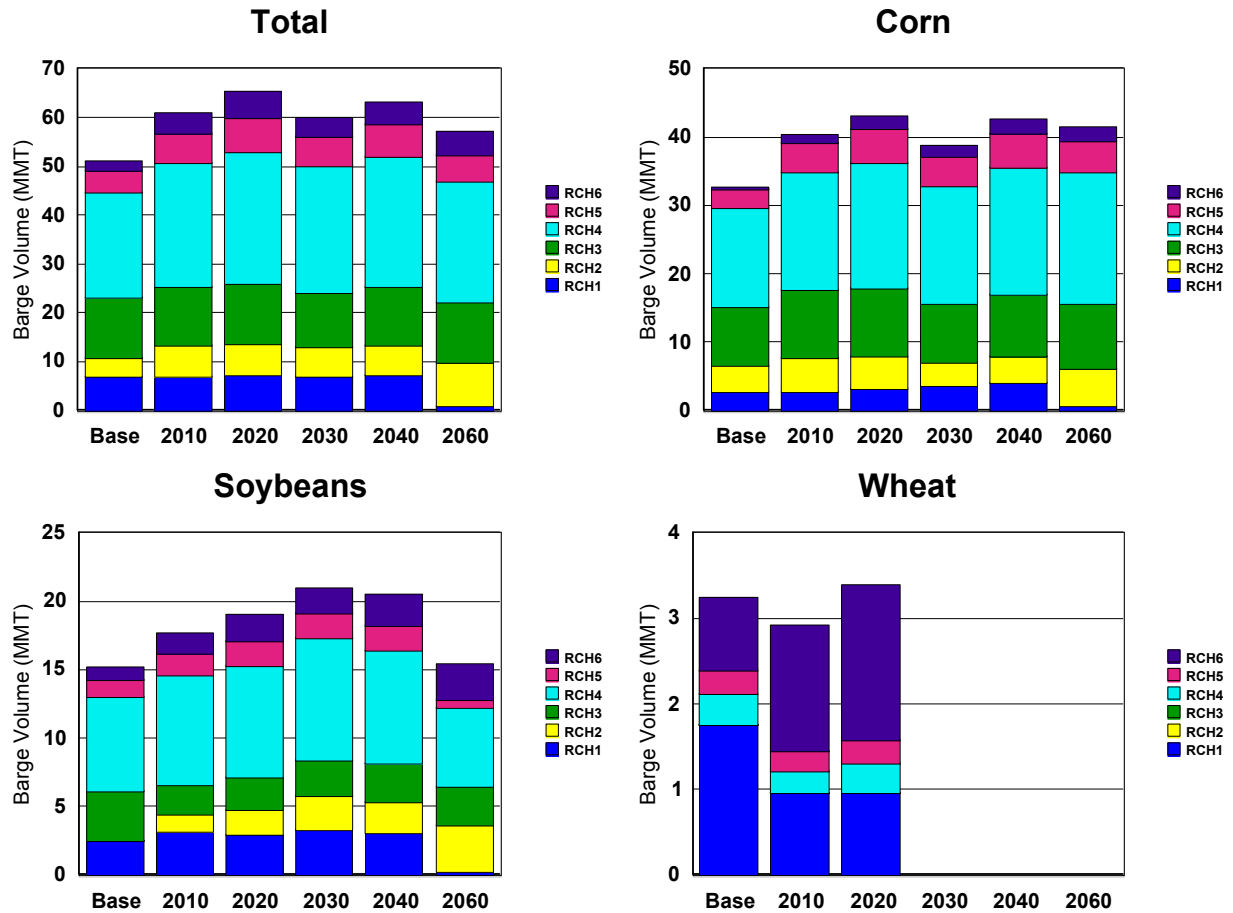 Total
Barge Volume (MMT)
70
60
50
40
30
20
10
0
Base 2010 2020 2030 2040 2060
RCH6
RCH5
RCH4
RCH3
RCH2
RCH1
Corn
Barge Volume (MMT)
50
40
30
20
10
0
Base 2010 2020 2030 2040 2060
RCH6
RCH5
RCH4
RCH3
RCH2
RCH1
Soybeans
Barge Volume (MMT)
25
20
15
10
5
0
Base 2010 2020 2030 2040 2060
RCH6
RCH5
RCH4
RCH3
RCH2
RCH1
Wheat
Barge Volume (MMT)
4
3
2
1
0
Base 2010 2020 2030 2040 2060
RCH6
RCH5
RCH4
RCH3
RCH2
RCH1